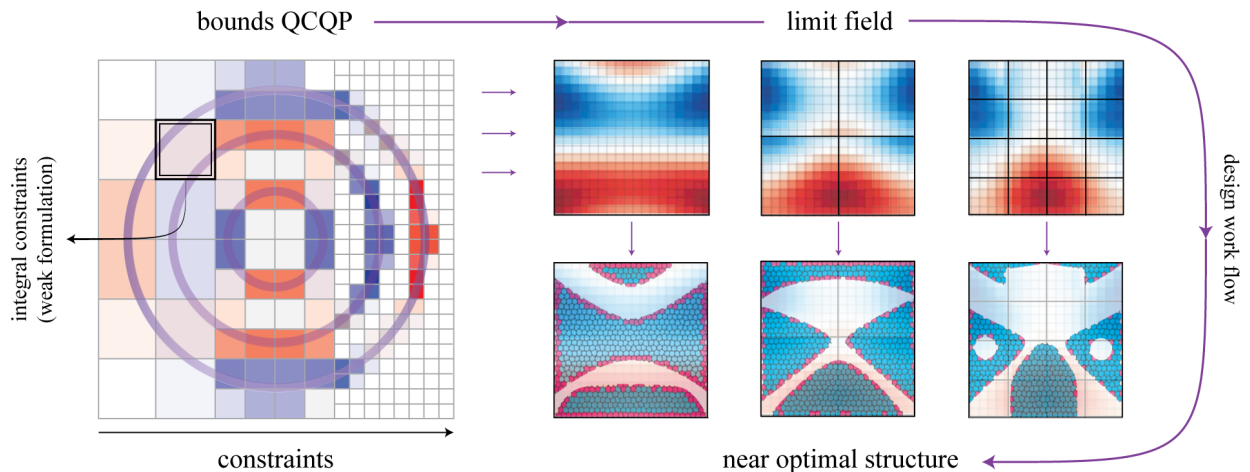 bounds QCQP
limit field
integral constraints
(weak formulation)
design work flow
constraints
near optimal structure